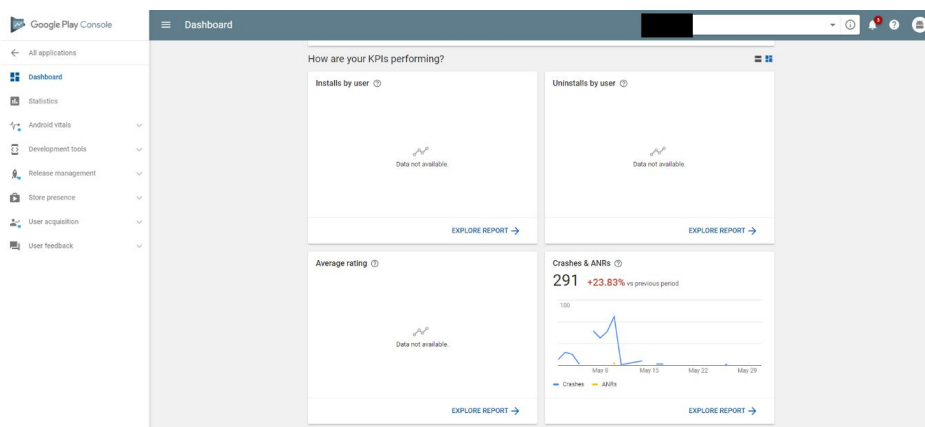 Google Play Console
Dashboard
3
All applications
Dashboard
Statistics
Android vitals
Development tools
Release management
Store presence
User acquisition
User feedback
How are your KPIs performing?
Installs by user
Data not available.
EXPLORE REPORT
Uninstalls by user
Data not available.
EXPLORE REPORT
Average rating
Data not available.
EXPLORE REPORT
Crashes & ANRs
291 +23.83% vs previous period
100
May 8 May 15 May 22 May 29
Crashes ANRs
EXPLORE REPORT